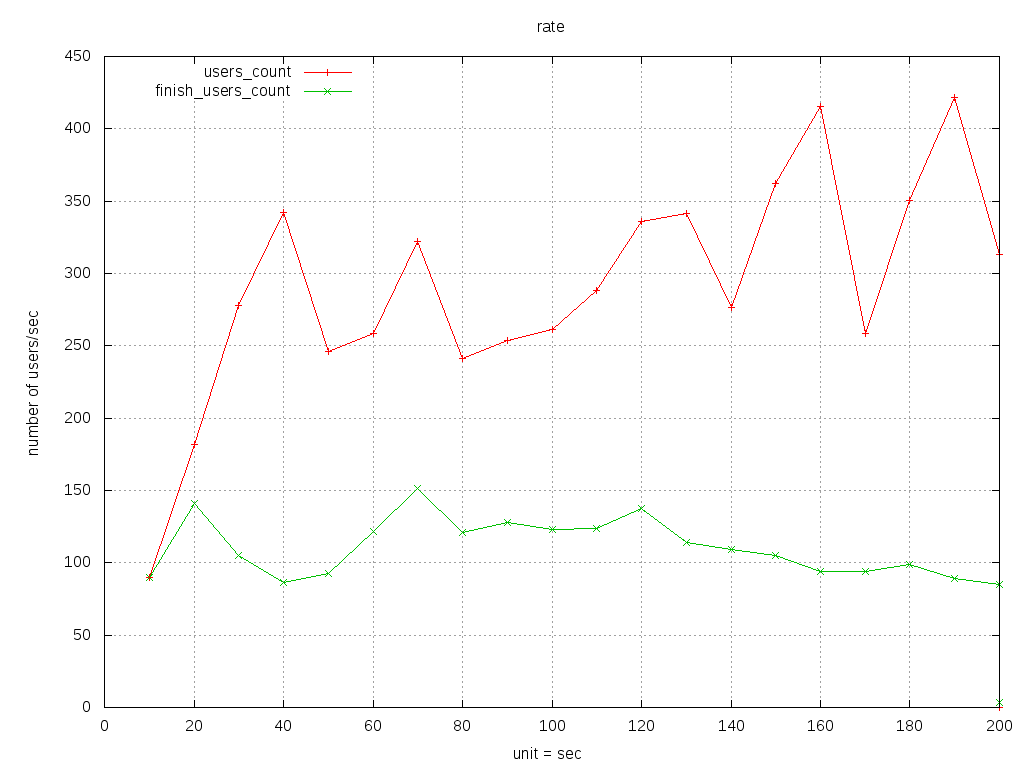 rate
users_count
finish_users_count
450
400
350
300
250
200
150
100
50
0
number of users/sec
0 20 40 60 80 100 120 140 160 180 200
unit = sec